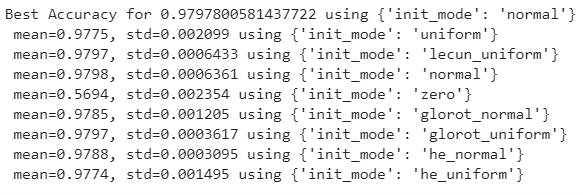 Best Accuracy for 0.9797800581437722 using {'init_mode': 'normal'}
mean=0.9775, std=0.002099 using {'init_mode': 'uniform'}
mean=0.9797, std=0.0006433 using {'init_mode': 'lecun_uniform'}
mean=0.9798, std=0.0006361 using {'init_mode': 'normal'}
mean=0.5694, std=0.002354 using {'init_mode': 'zero'}
mean=0.9785, std=0.001205 using {'init_mode': 'glorot_normal'}
mean=0.9797, std=0.0003617 using {'init_mode': 'glorot_uniform'}
mean=0.9788, std=0.0003095 using {'init_mode': 'he_normal'}
mean=0.9774, std=0.001495 using {'init_mode': 'he_uniform'}